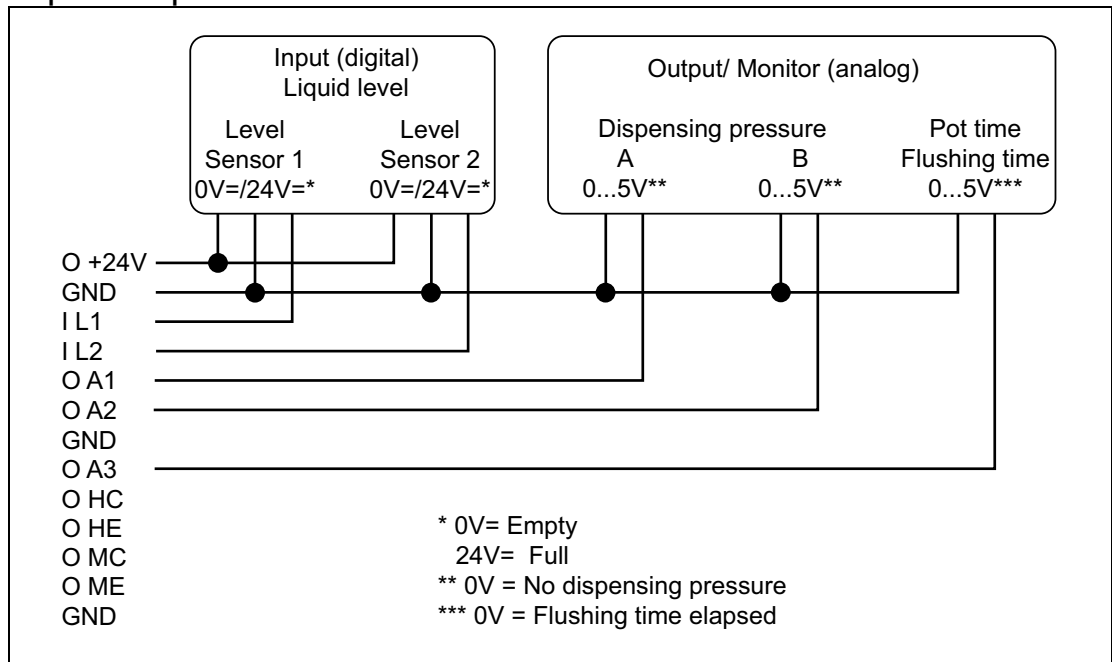 Input (digital)
Liquid level
Level
Sensor 1
0V=/24V=*
Level
Sensor 2
0V=/24V=*
Output/ Monitor (analog)
Dispensing pressure
A
0...5V**
B
0...5V**
Pot time
Flushing time
0...5V***
O +24V
GND
I L1
I L2
O A1
O A2
GND
O A3
O HC
O HE
O MC
O ME
GND
* 0V= Empty
24V= Full
** 0V = No dispensing pressure
*** 0V = Flushing time elapsed